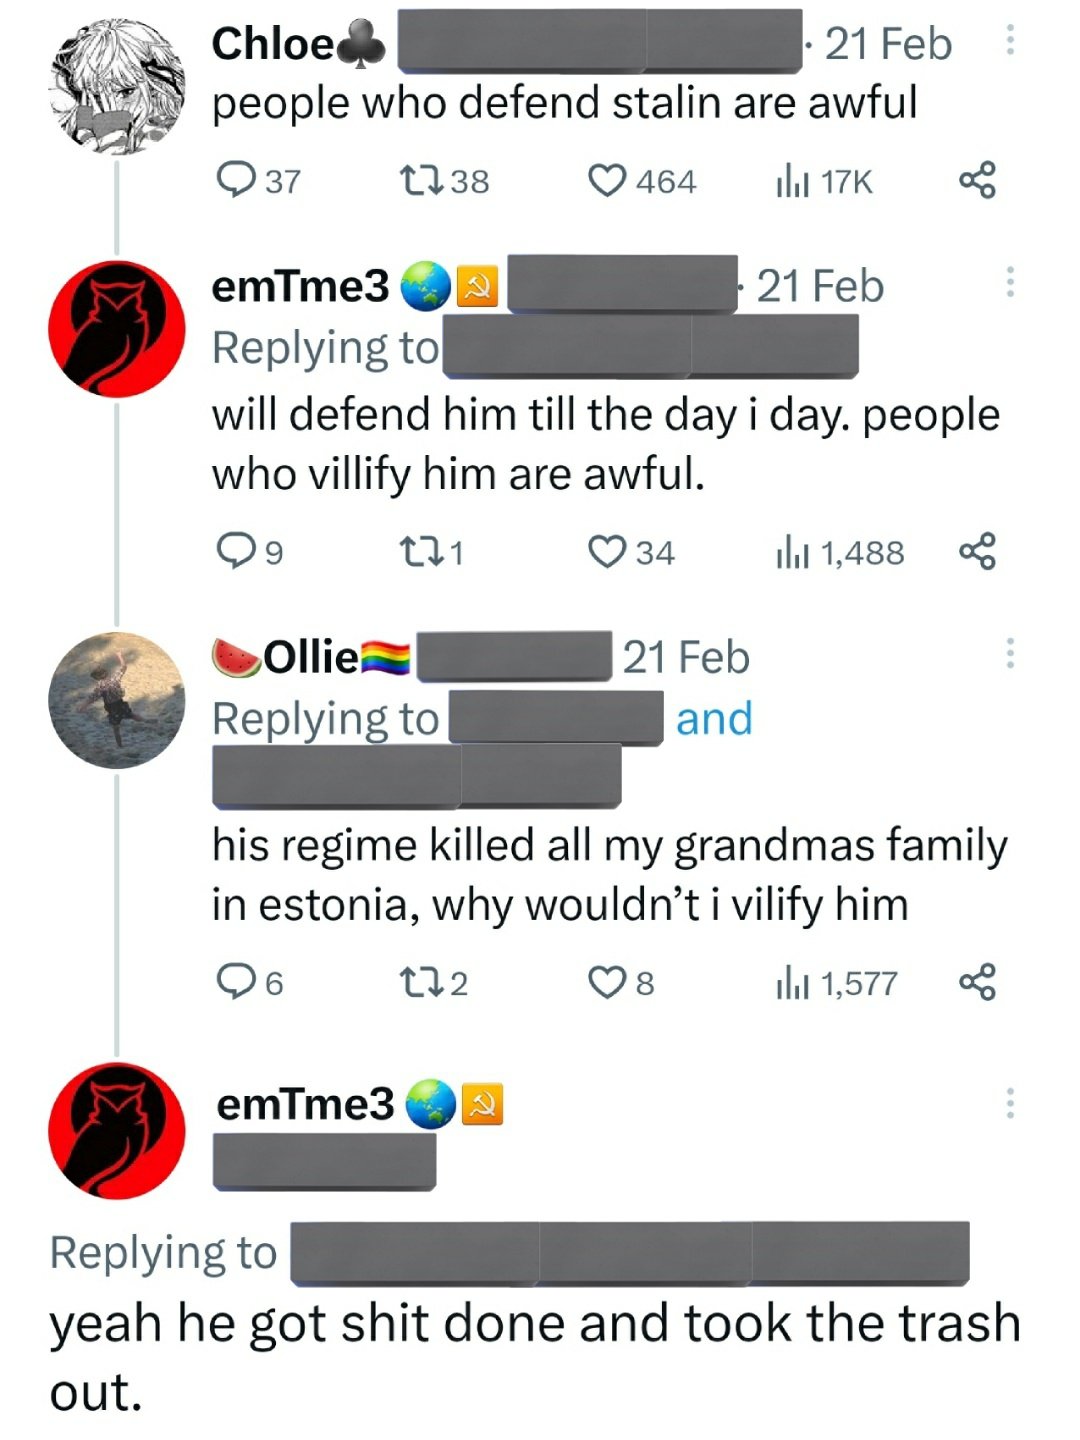 Chloe♣ · 21 Feb
people who defend stalin are awful
37 38 464 17K
emTme3 🌏☭ · 21 Feb
Replying to
will defend him till the day i day. people
who villify him are awful.
9 1 34 1,488
🍉Ollie🏳️‍🌈 21 Feb
Replying to and
his regime killed all my grandmas family
in estonia, why wouldn't i vilify him
6 2 8 1,577
emTme3 🌏☭
Replying to
yeah he got shit done and took the trash
out.